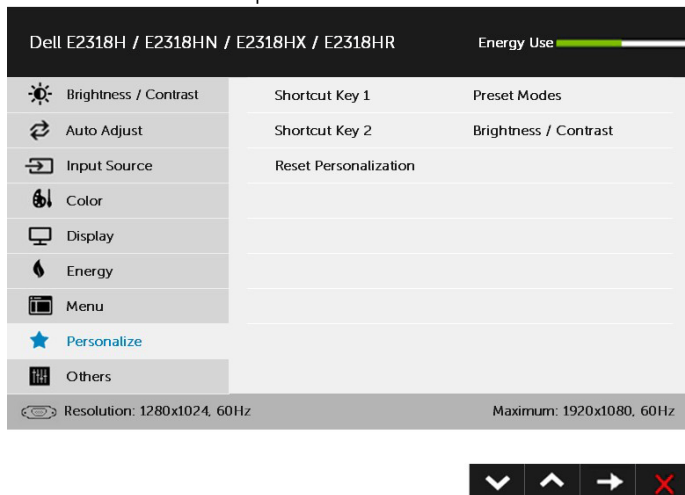 Dell E2318H / E2318HN / E2318HX / E2318HR Energy Use
Brightness / Contrast Shortcut Key 1 Preset Modes
Auto Adjust Shortcut Key 2 Brightness / Contrast
Input Source Reset Personalization
Color
Display
Energy
Menu
Personalize
Others
Resolution: 1280x1024, 60Hz Maximum: 1920x1080, 60Hz